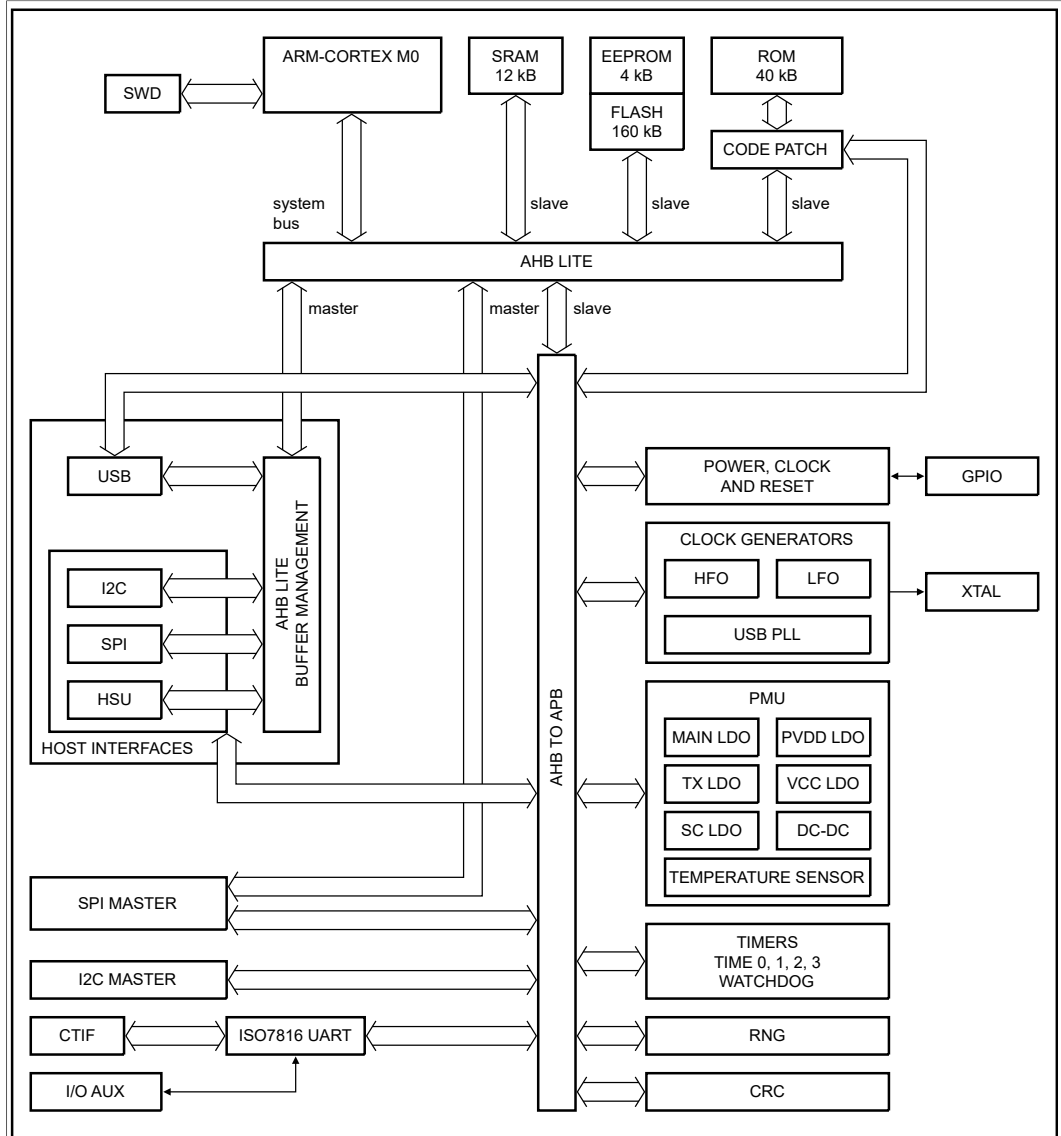 ARM-CORTEX M0
SRAM
12 kB
EEPROM
4 kB
ROM
40 kB
SWD
FLASH
160 kB
CODE PATCH
system
bus
slave
slave
slave
AHB LITE
master
master
slave
USB
AHB LITE
BUFFER MANAGEMENT
I2C
SPI
HSU
HOST INTERFACES
AHB TO APB
POWER, CLOCK
AND RESET
GPIO
CLOCK GENERATORS
HFO
LFO
USB PLL
XTAL
PMU
MAIN LDO
PVDD LDO
TX LDO
VCC LDO
SC LDO
DC-DC
TEMPERATURE SENSOR
SPI MASTER
TIMERS
TIME 0, 1, 2, 3
WATCHDOG
I2C MASTER
CTIF
ISO7816 UART
RNG
I/O AUX
CRC